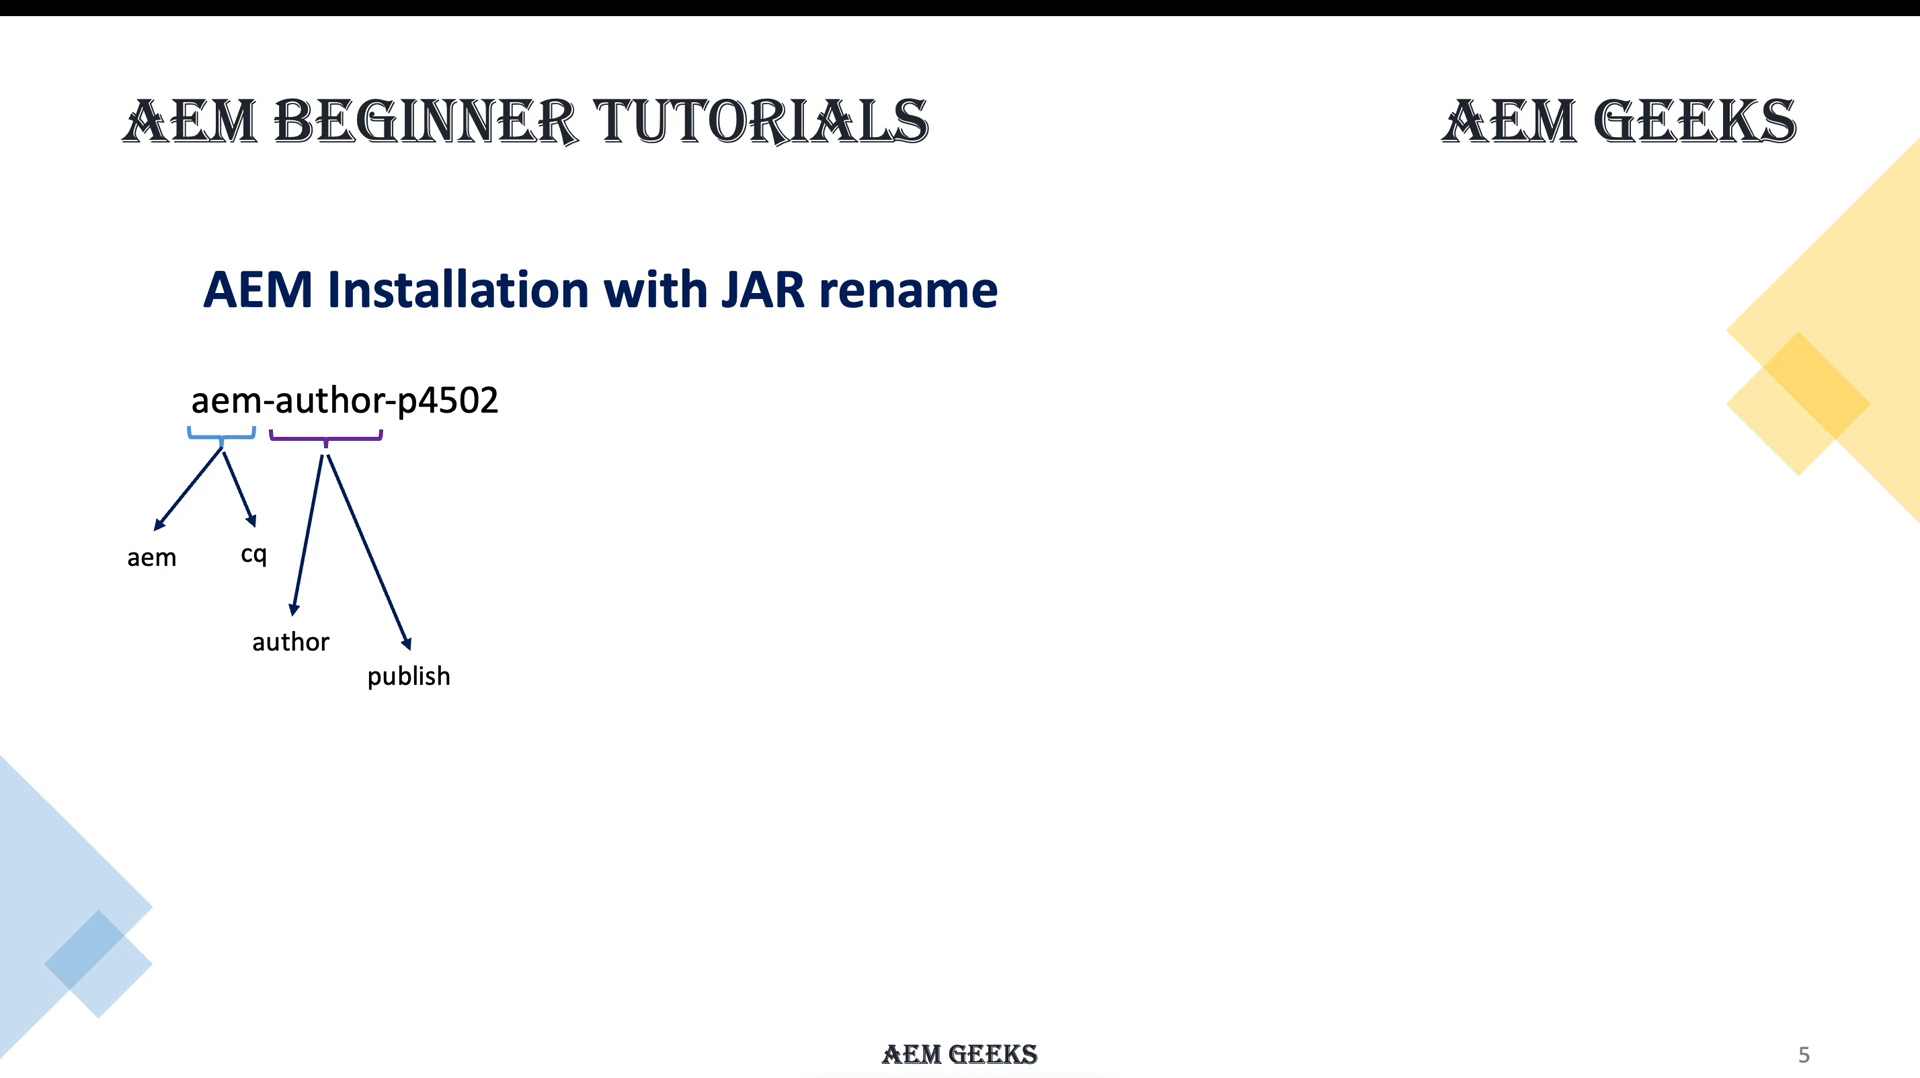 AEM BEGINNER TUTORIALS
AEM GEEKS
AEM Installation with JAR rename
aem-author-p4502
aem
cq
author
publish
AEM GEEKS
5